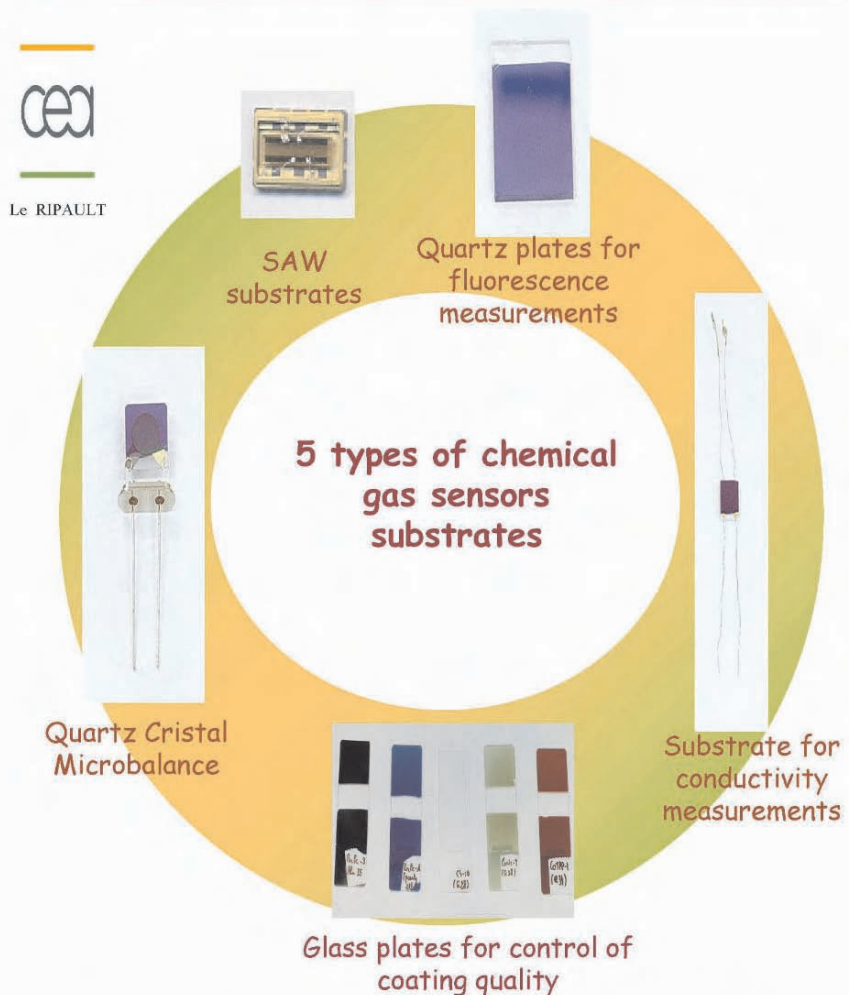 cea
Le RIPAULT
SAW
substrates
Quartz plates for
fluorescence
measurements
5 types of chemical
gas sensors
substrates
Quartz Cristal
Microbalance
Substrate for
conductivity
measurements
Glass plates for control of
coating quality